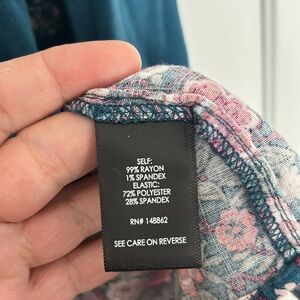 SELF:
99% RAYON
1% SPANDEX
ELASTIC:
72% POLYESTER
28% SPANDEX
RN# 148862
SEE CARE ON REVERSE